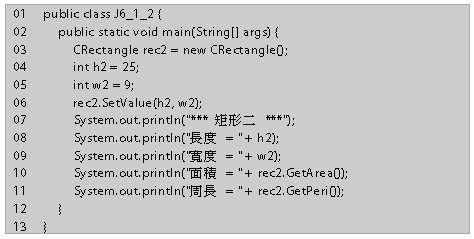 01 public class J6_1_2 {
02 public static void main(String[] args) {
03 CRectangle rec2 = new CRectangle();
04 int h2 = 25;
05 int w2 = 9;
06 rec2.SetValue(h2, w2);
07 System.out.println("*** 矩形二 ***");
08 System.out.println("長度 = "+ h2);
09 System.out.println("寬度 = "+ w2);
10 System.out.println("面積 = "+ rec2.GetArea());
11 System.out.println("周長 = "+ rec2.GetPeri());
12 }
13 }